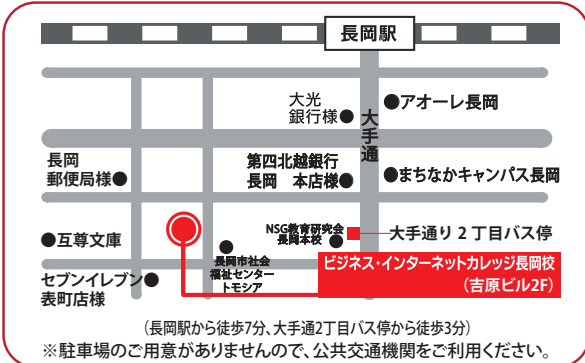 長岡駅
大光
銀行様●
大手通
●アオーレ長岡
長岡
郵便局様●
第四北越銀行
長岡 本店様●
●まちなかキャンパス長岡
●互尊文庫
NSG教育研究会
長岡本校
大手通り2丁目バス停
長岡市社会
福祉センター
トモシア
セブンイレブン●
表町店様
ビジネス・インターネットカレッジ長岡校
(吉原ビル2F)
(長岡駅から徒歩7分、大手通2丁目バス停から徒歩3分)
※駐車場のご用意がありませんので、公共交通機関をご利用ください。